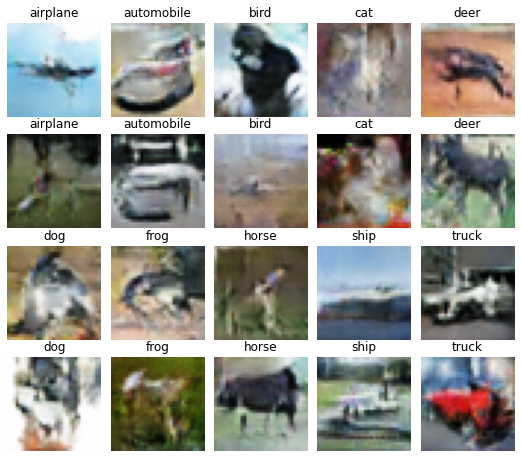 airplane automobile bird cat deer
airplane automobile bird cat deer
dog frog horse ship truck
dog frog horse ship truck